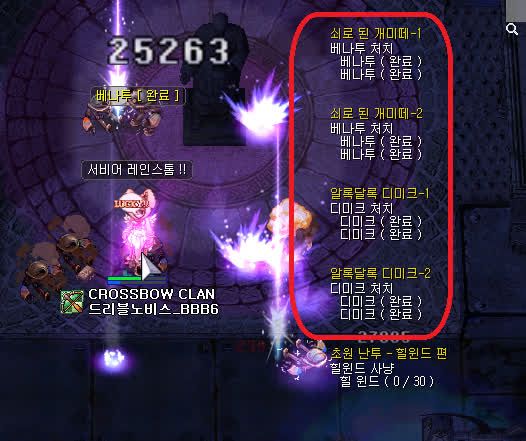 25263
베나투 [ 완료 ]
서비어 레인스톰 !!
LUCKY!!
CROSSBOW CLAN
드리블노비스_BBB6
쇠로 된 개미떼-1
베나투 처치
베나투 ( 완료 )
베나투 ( 완료 )
쇠로 된 개미떼-2
베나투 처치
베나투 ( 완료 )
베나투 ( 완료 )
알록달록 디미크-1
디미크 처치
디미크 ( 완료 )
디미크 ( 완료 )
알록달록 디미크-2
디미크 처치
디미크 ( 완료 )
디미크 ( 완료 )
초원 난투 - 힐윈드 편
힐윈드 사냥
힐 윈드 ( 0 / 30 )